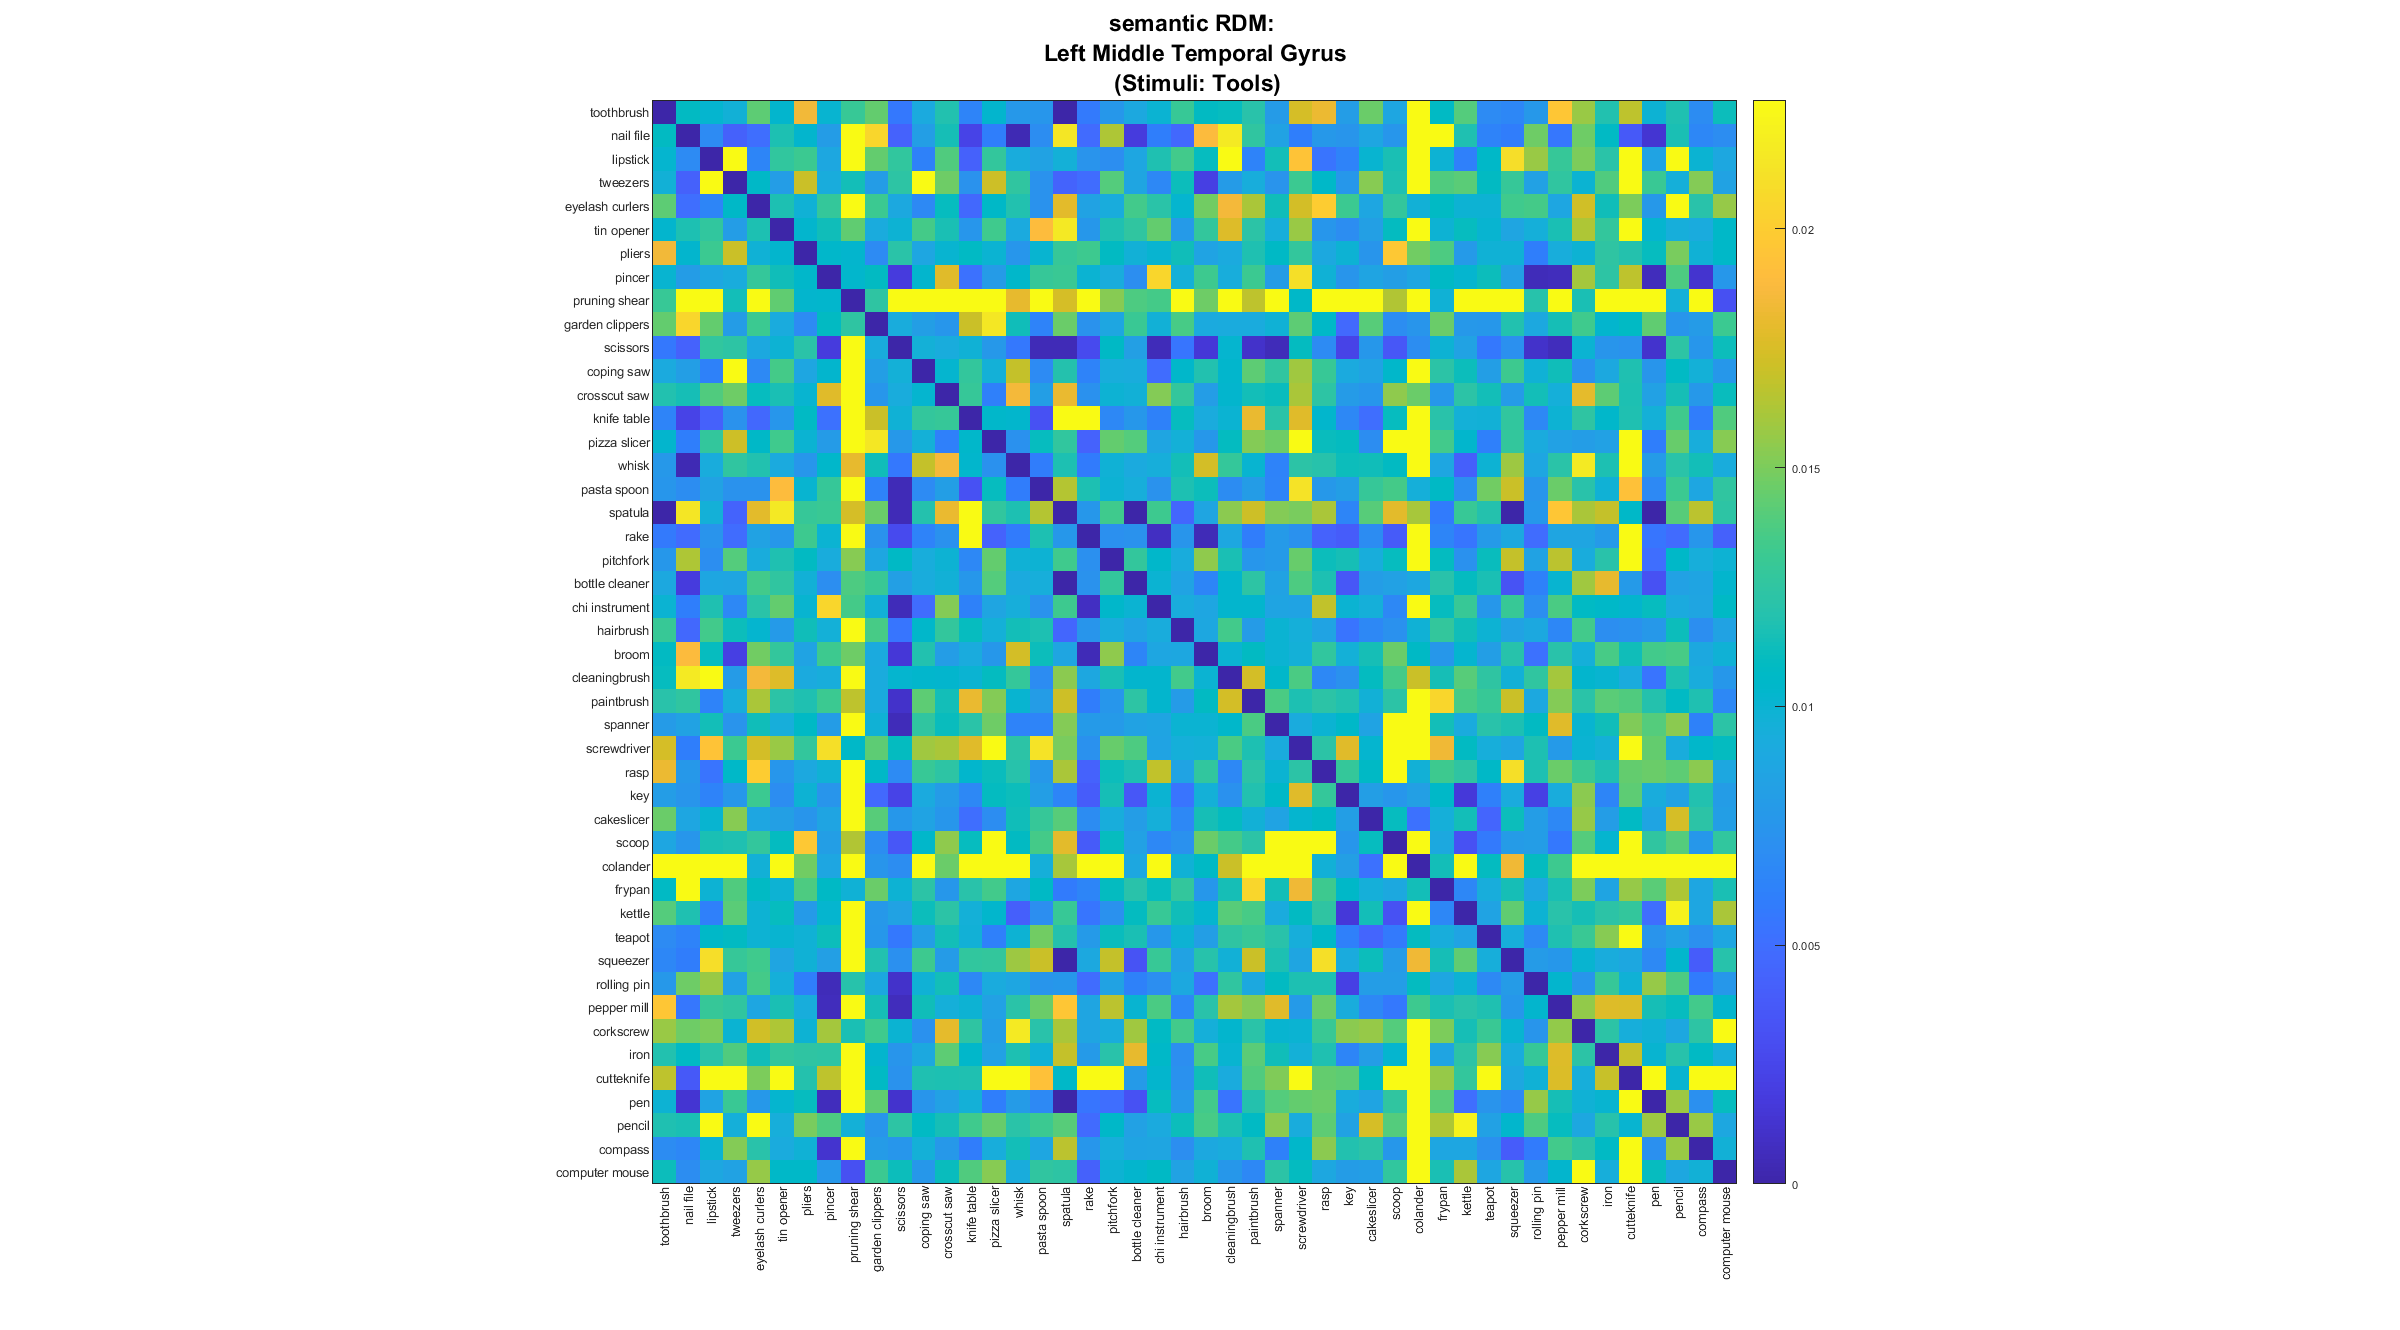 semantic RDM:
Left Middle Temporal Gyrus
(Stimuli: Tools)
toothbrush
nail file
lipstick
tweezers
eyelash curlers
tin opener
pliers
pincer
pruning shear
garden clippers
scissors
coping saw
crosscut saw
knife table
pizza slicer
whisk
pasta spoon
spatula
rake
pitchfork
bottle cleaner
chi instrument
hairbrush
broom
cleaningbrush
paintbrush
spanner
screwdriver
rasp
key
cakeslicer
scoop
colander
frypan
kettle
teapot
squeezer
rolling pin
pepper mill
corkscrew
iron
cutteknife
pen
pencil
compass
computer mouse
toothbrush
nail file
lipstick
tweezers
eyelash curlers
tin opener
pliers
pincer
pruning shear
garden clippers
scissors
coping saw
crosscut saw
knife table
pizza slicer
whisk
pasta spoon
spatula
rake
pitchfork
bottle cleaner
chi instrument
hairbrush
broom
cleaningbrush
paintbrush
spanner
screwdriver
rasp
key
cakeslicer
scoop
colander
frypan
kettle
teapot
squeezer
rolling pin
pepper mill
corkscrew
iron
cutteknife
pen
pencil
compass
computer mouse
0.02
0.015
0.01
0.005
0